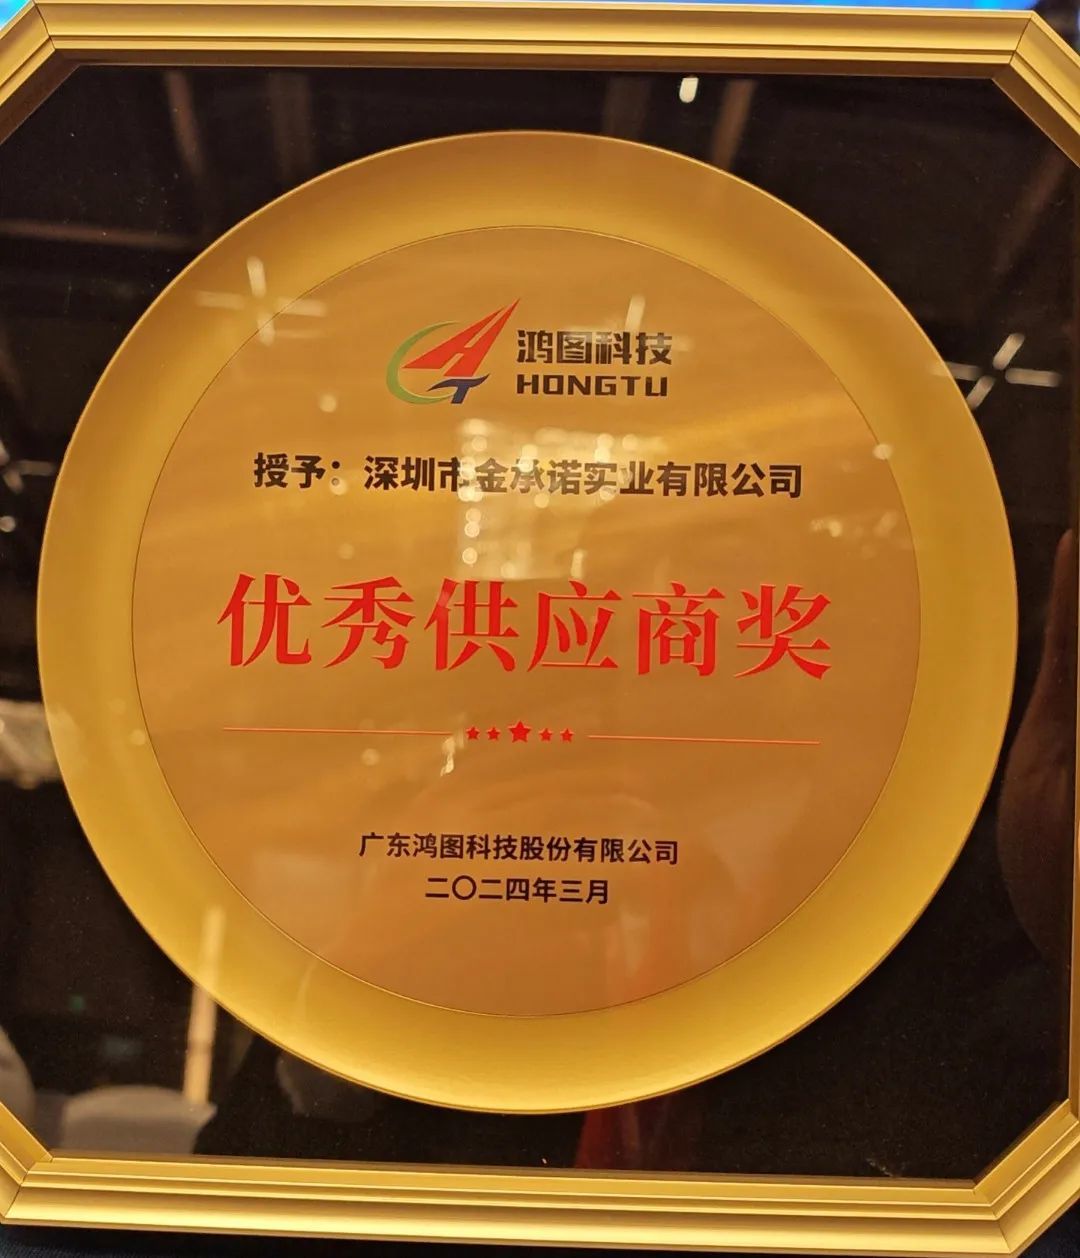 鸿图科技
HONGTU
授予：深圳市金承诺实业有限公司
优秀供应商奖
广东鸿图科技股份有限公司
二〇二四年三月